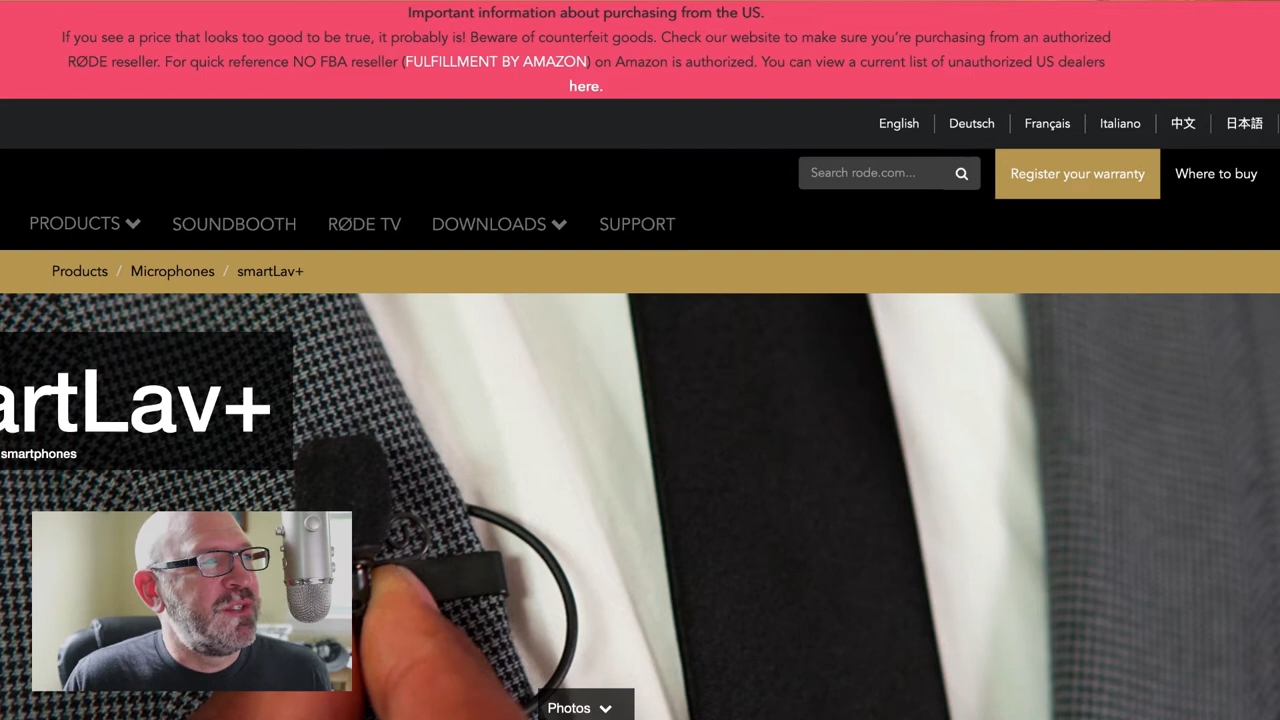 Important information about purchasing from the US.
If you see a price that looks too good to be true, it probably is! Beware of counterfeit goods. Check our website to make sure you’re purchasing from an authorized
RØDE reseller. For quick reference NO FBA reseller (FULFILLMENT BY AMAZON) on Amazon is authorized. You can view a current list of unauthorized US dealers
here.
English Deutsch Français Italiano 中文 日本語
Search rode.com... Register your warranty Where to buy
PRODUCTS SOUNDBOOTH RØDE TV DOWNLOADS SUPPORT
Products / Microphones / smartLav+
artLav+
smartphones
Photos